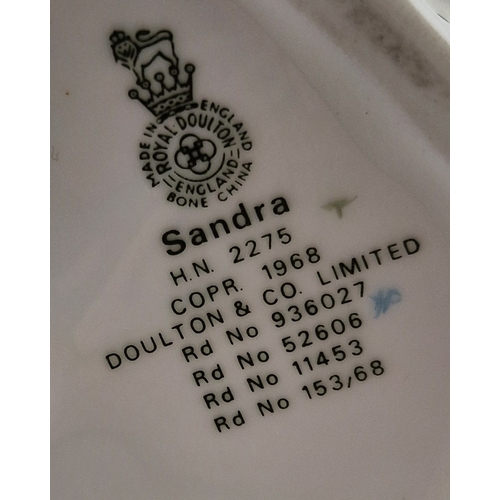 MADE IN ENGLAND
ROYAL·DOULTON
ENGLAND
BONE CHINA
Sandra
H.N. 2275
COPR. 1968
DOULTON & CO. LIMITED
Rd No 936027
Rd No 52606
Rd No 11453
Rd No 153/68